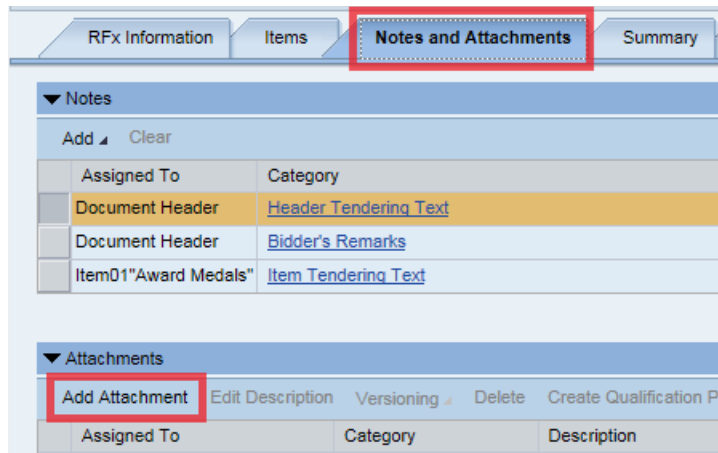 RFx Information Items Notes and Attachments Summary
Notes
Add Clear
Assigned To Category
Document Header Header Tendering Text
Document Header Bidder's Remarks
Item01"Award Medals" Item Tendering Text
Attachments
Add Attachment Edit Description Versioning Delete Create Qualification P
Assigned To Category Description